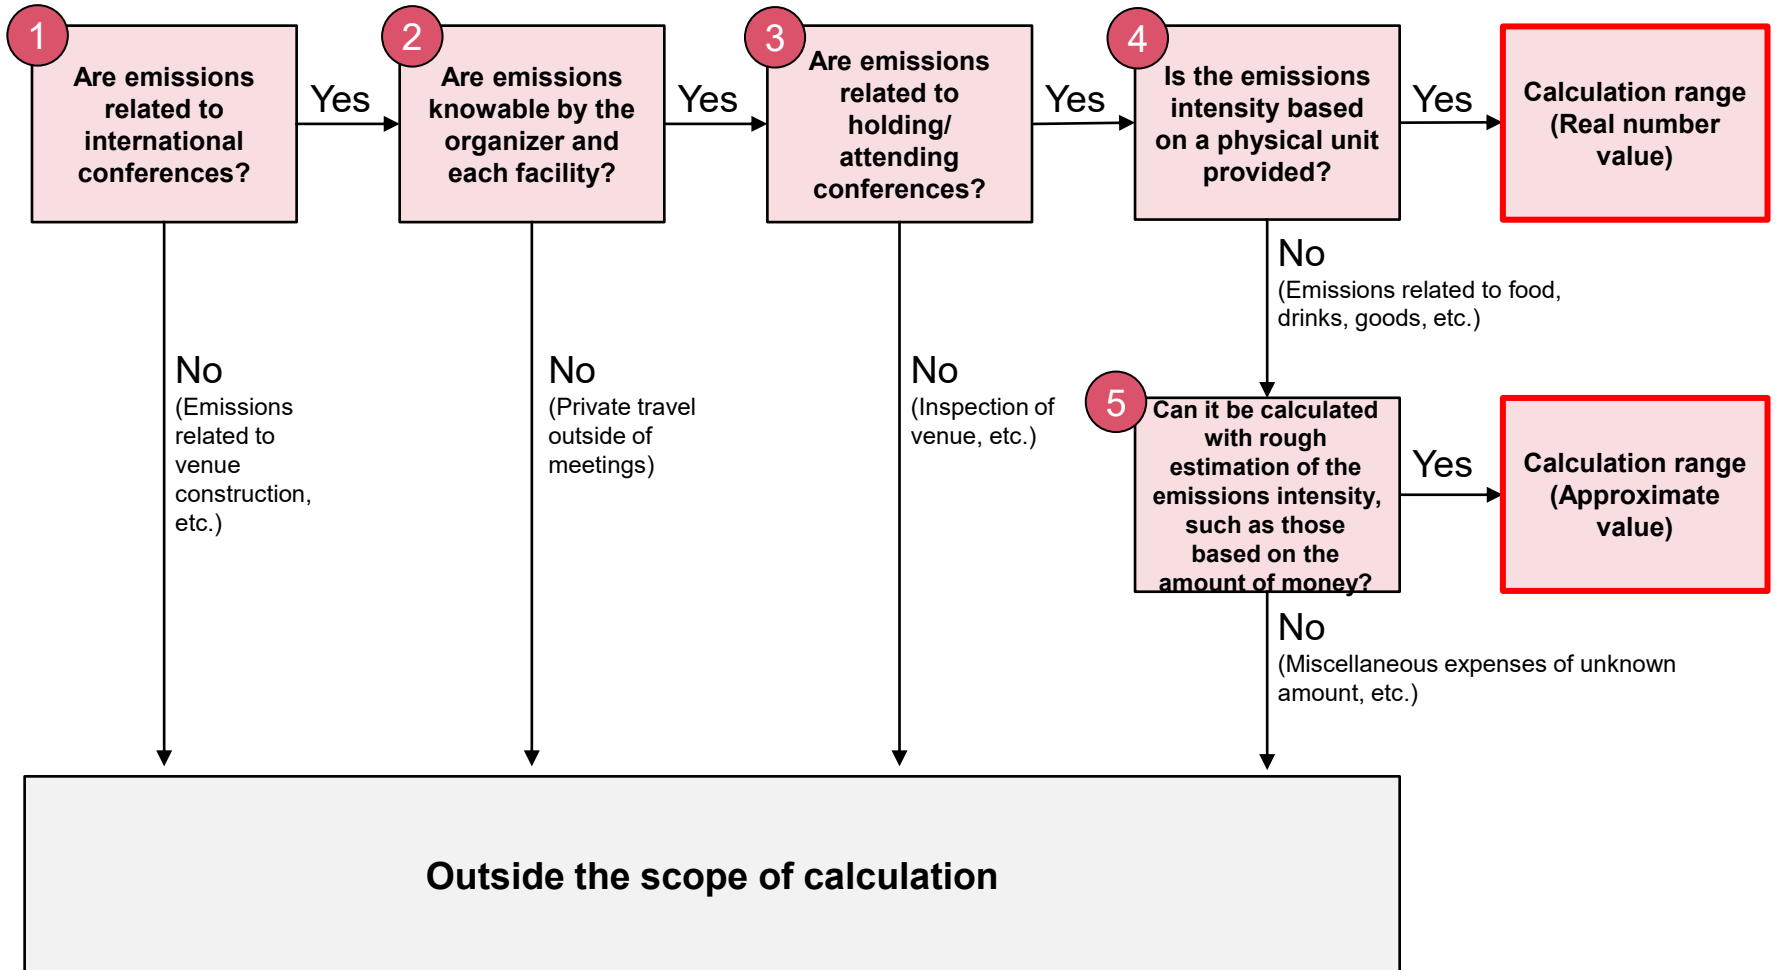 1
Are emissions
related to
international
conferences?
Yes
2
Are emissions
knowable by the
organizer and
each facility?
Yes
3
Are emissions
related to
holding/
attending
conferences?
Yes
4
Is the emissions
intensity based
on a physical unit
provided?
Yes
Calculation range
(Real number
value)
No
(Emissions related to food,
drinks, goods, etc.)
No
(Emissions
related to
venue
construction,
etc.)
No
(Private travel
outside of
meetings)
No
(Inspection of
venue, etc.)
5
Can it be calculated
with rough
estimation of the
emissions intensity,
such as those
based on the
amount of money?
Yes
Calculation range
(Approximate
value)
No
(Miscellaneous expenses of unknown
amount, etc.)
Outside the scope of calculation